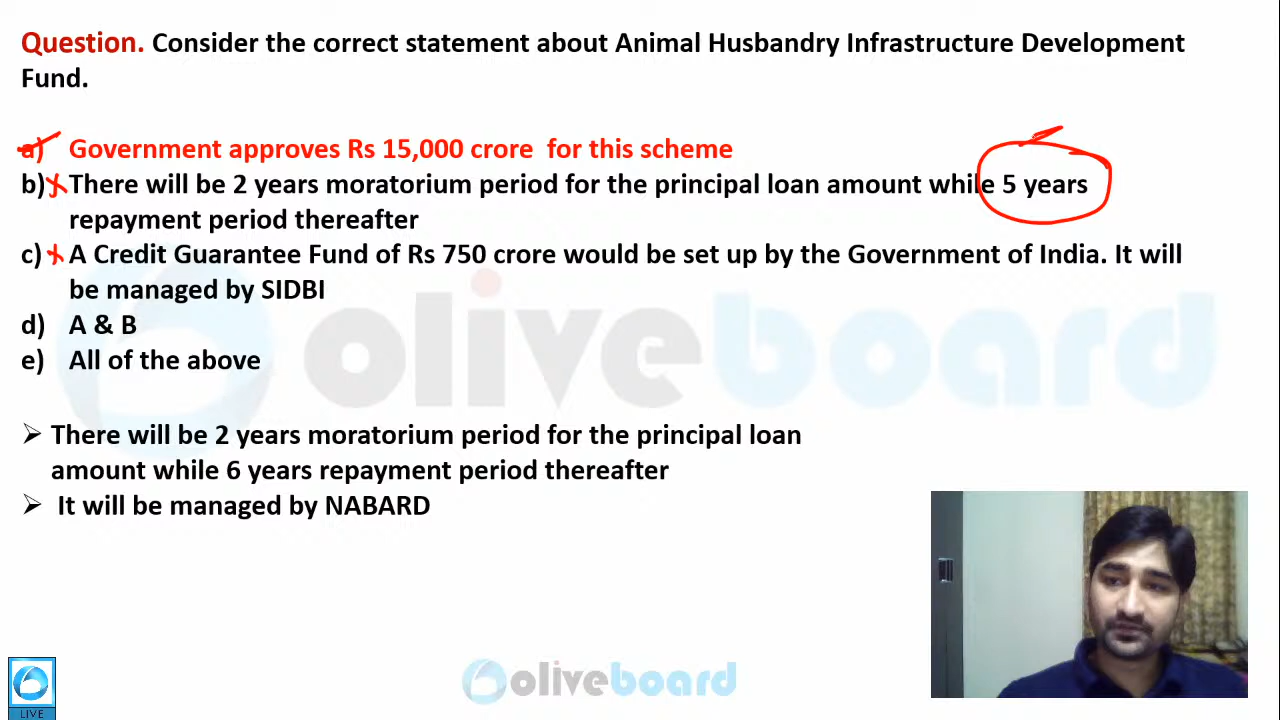 Question. Consider the correct statement about Animal Husbandry Infrastructure Development
Fund.
a) Government approves Rs 15,000 crore for this scheme
b) There will be 2 years moratorium period for the principal loan amount while 5 years
repayment period thereafter
c) A Credit Guarantee Fund of Rs 750 crore would be set up by the Government of India. It will
be managed by SIDBI
d) A & B
e) All of the above
oliveboard
➢ There will be 2 years moratorium period for the principal loan
amount while 6 years repayment period thereafter
➢ It will be managed by NABARD
oliveboard
LIVE